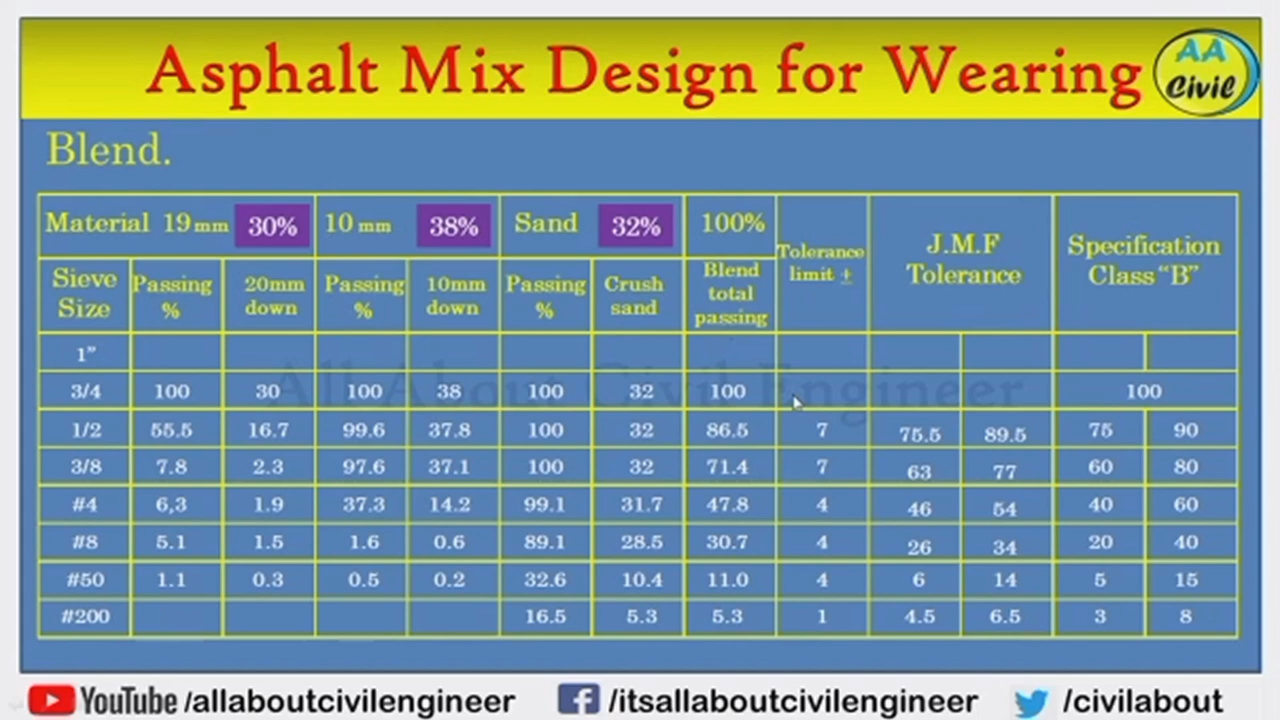 Asphalt Mix Design for Wearing
AA
Civil
Blend.
Material 19mm 30% 10 mm 38% Sand 32% 100% Tolerance limit ± J.M.F Tolerance Specification Class “B”
Sieve Size Passing % 20mm down Passing % 10mm down Passing % Crush sand Blend total passing
1”
3/4 100 30 100 38 100 32 100 100
1/2 55.5 16.7 99.6 37.8 100 32 86.5 7 75.5 89.5 75 90
3/8 7.8 2.3 97.6 37.1 100 32 71.4 7 63 77 60 80
#4 6,3 1.9 37.3 14.2 99.1 31.7 47.8 4 46 54 40 60
#8 5.1 1.5 1.6 0.6 89.1 28.5 30.7 4 26 34 20 40
#50 1.1 0.3 0.5 0.2 32.6 10.4 11.0 4 6 14 5 15
#200 16.5 5.3 5.3 1 4.5 6.5 3 8
All About Civil Engineer
YouTube /allaboutcivilengineer /itsallaboutcivilengineer /civilabout